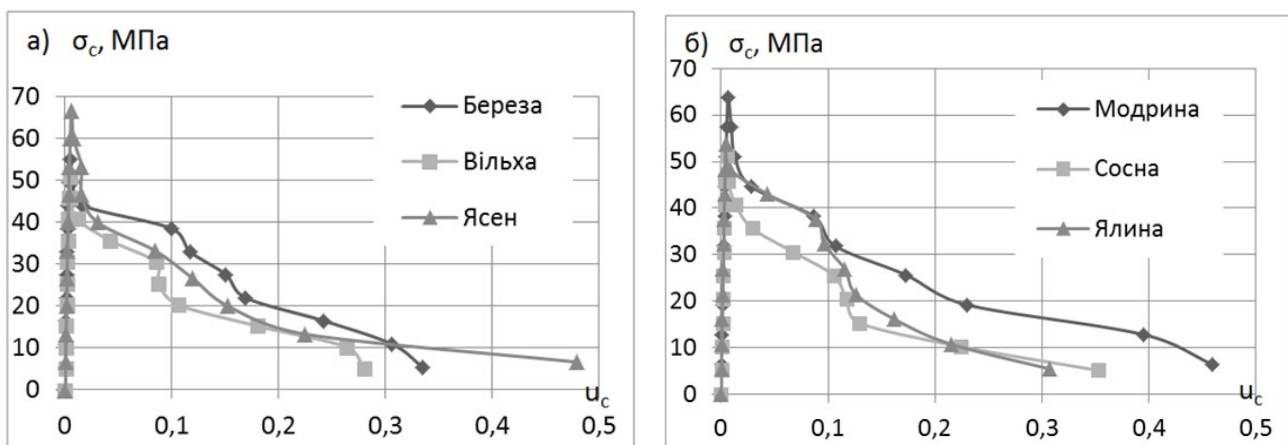 а) σc, МПа
70
60
50
40
30
20
10
0
0 0,1 0,2 0,3 0,4 0,5
uc
Береза
Вільха
Ясен
б) σc, МПа
70
60
50
40
30
20
10
0
0 0,1 0,2 0,3 0,4 0,5
uc
Модрина
Сосна
Ялина